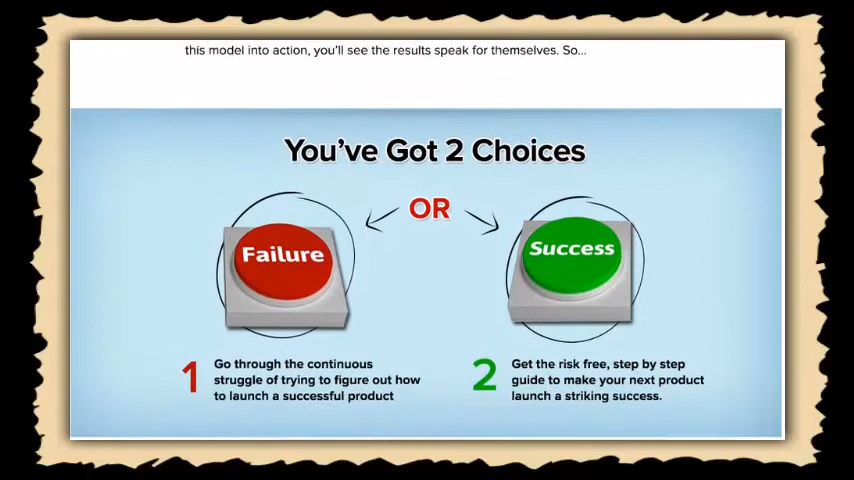 this model into action, you'll see the results speak for themselves. So...
You've Got 2 Choices
OR
Failure
Success
1
Go through the continuous
struggle of trying to figure out how
to launch a successful product
2
Get the risk free, step by step
guide to make your next product
launch a striking success.